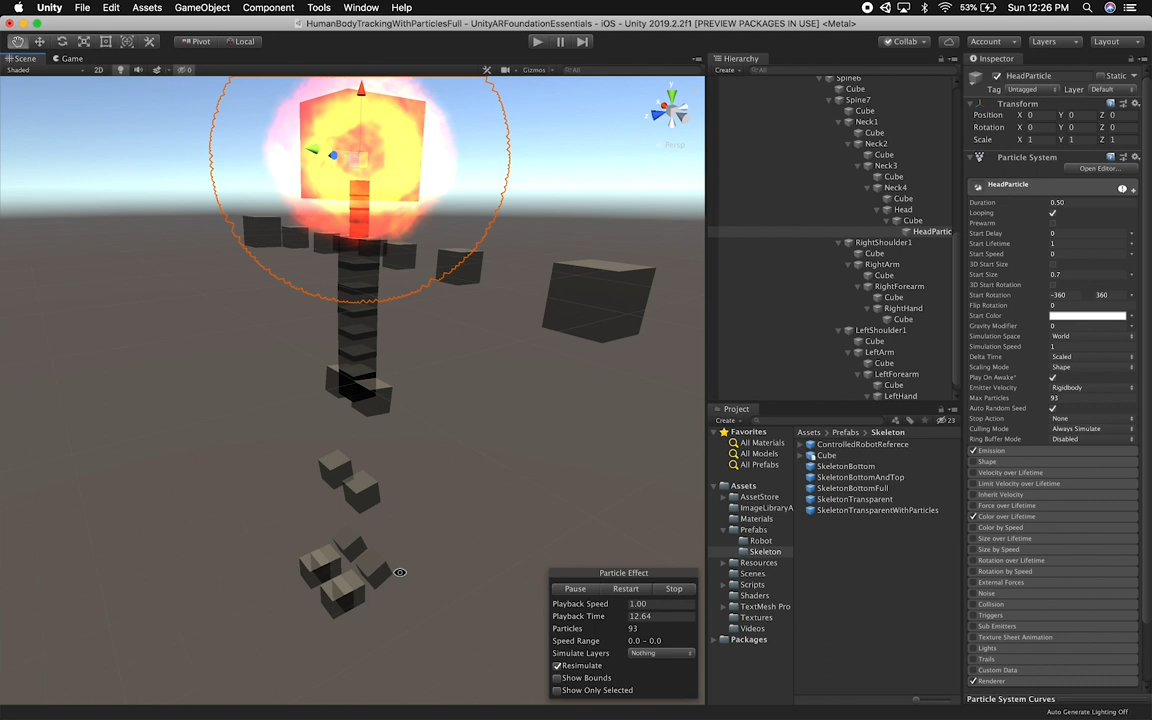 Unity File Edit Assets GameObject Component Tools Window Help 53% Sun 12:26 PM
HumanBodyTrackingWithParticlesFull - UnityARFoundationEssentials - iOS - Unity 2019.2.2f1 [PREVIEW PACKAGES IN USE] <Metal>
Pivot Local Collab Account Layers Layout
Scene Game
Shaded 2D 0 Gizmos All
Persp
Hierarchy
Create All
Spine6
Cube
Spine7
Cube
Neck1
Cube
Neck2
Cube
Neck3
Cube
Neck4
Cube
Head
Cube
HeadPartic
RightShoulder1
Cube
RightArm
Cube
RightForearm
Cube
RightHand
Cube
LeftShoulder1
Cube
LeftArm
Cube
LeftForearm
Cube
LeftHand
Project
Create 23
Favorites
All Materials
All Models
All Prefabs
Assets
AssetStore
ImageLibraryA
Materials
Prefabs
Robot
Skeleton
Resources
Scenes
Scripts
Shaders
TextMesh Pro
Textures
Videos
Packages
Assets Prefabs Skeleton
ControlledRobotReferece
Cube
SkeletonBottom
SkeletonBottomAndTop
SkeletonBottomFull
SkeletonTransparent
SkeletonTransparentWithParticles
Particle Effect
Pause Restart Stop
Playback Speed 1.00
Playback Time 12.64
Particles 93
Speed Range 0.0 - 0.0
Simulate Layers Nothing
Resimulate
Show Bounds
Show Only Selected
Inspector
HeadParticle Static
Tag Untagged Layer Default
Transform
Position X 0 Y 0 Z 0
Rotation X 0 Y 0 Z 0
Scale X 1 Y 1 Z 1
Particle System
Open Editor...
HeadParticle
Duration 0.50
Looping
Prewarm
Start Delay 0
Start Lifetime 1
Start Speed 0
3D Start Size
Start Size 0.7
3D Start Rotation
Start Rotation -360 360
Flip Rotation 0
Start Color
Gravity Modifier 0
Simulation Space World
Simulation Speed 1
Delta Time Scaled
Scaling Mode Shape
Play On Awake*
Emitter Velocity Rigidbody
Max Particles 93
Auto Random Seed
Stop Action None
Culling Mode Always Simulate
Ring Buffer Mode Disabled
Emission
Shape
Velocity over Lifetime
Limit Velocity over Lifetime
Inherit Velocity
Force over Lifetime
Color over Lifetime
Color by Speed
Size over Lifetime
Size by Speed
Rotation over Lifetime
Rotation by Speed
External Forces
Noise
Collision
Triggers
Sub Emitters
Texture Sheet Animation
Lights
Trails
Custom Data
Renderer
Particle System Curves
Auto Generate Lighting Off